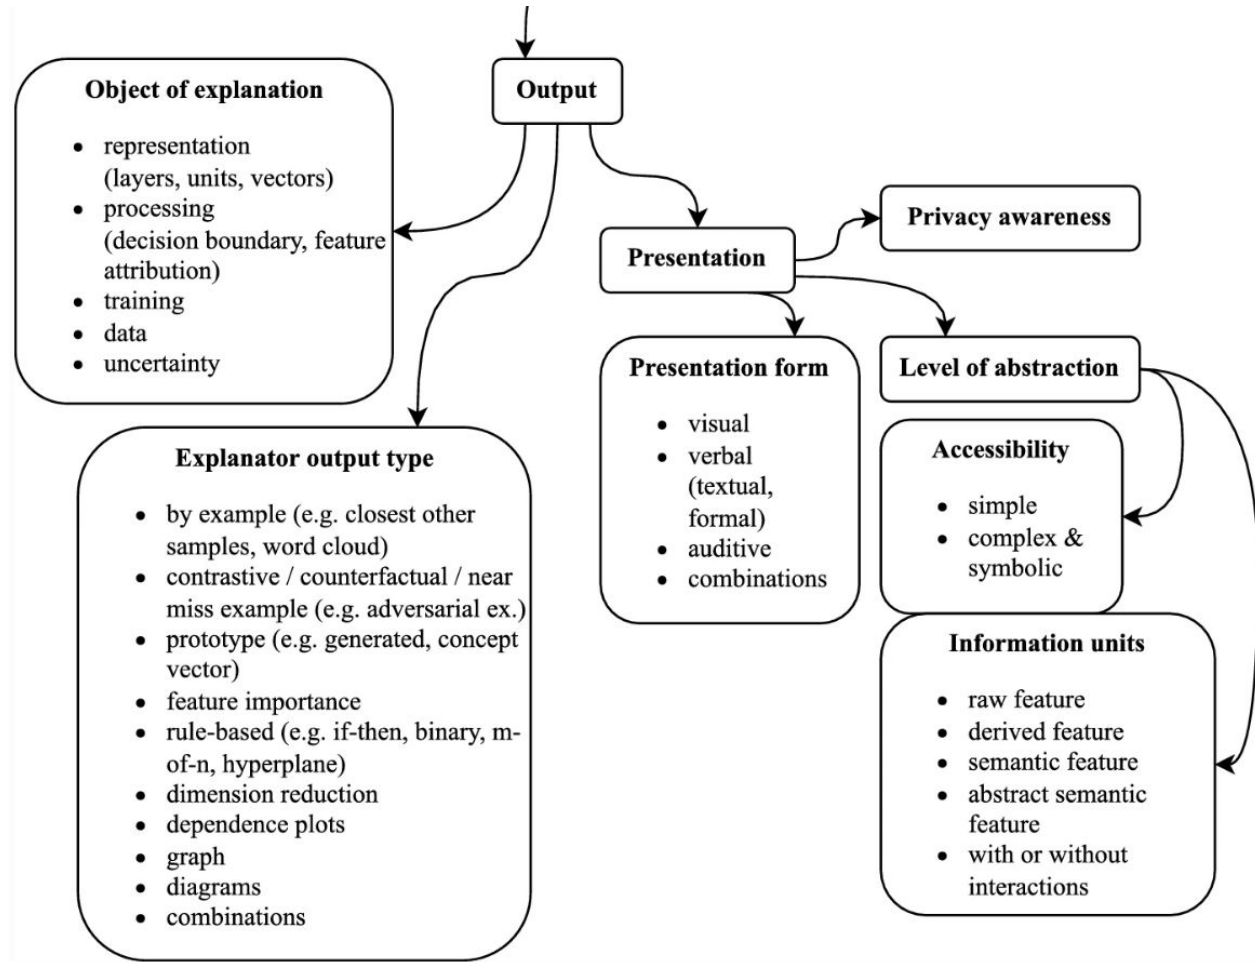 Object of explanation
• representation
(layers, units, vectors)
• processing
(decision boundary, feature
attribution)
• training
• data
• uncertainty
Output
Explanator output type
• by example (e.g. closest other
samples, word cloud)
• contrastive / counterfactual / near
miss example (e.g. adversarial ex.)
• prototype (e.g. generated, concept
vector)
• feature importance
• rule-based (e.g. if-then, binary, m-
of-n, hyperplane)
• dimension reduction
• dependence plots
• graph
• diagrams
• combinations
Presentation
Privacy awareness
Presentation form
• visual
• verbal
(textual,
formal)
• auditive
• combinations
Level of abstraction
Accessibility
• simple
• complex &
symbolic
Information units
• raw feature
• derived feature
• semantic feature
• abstract semantic
feature
• with or without
interactions